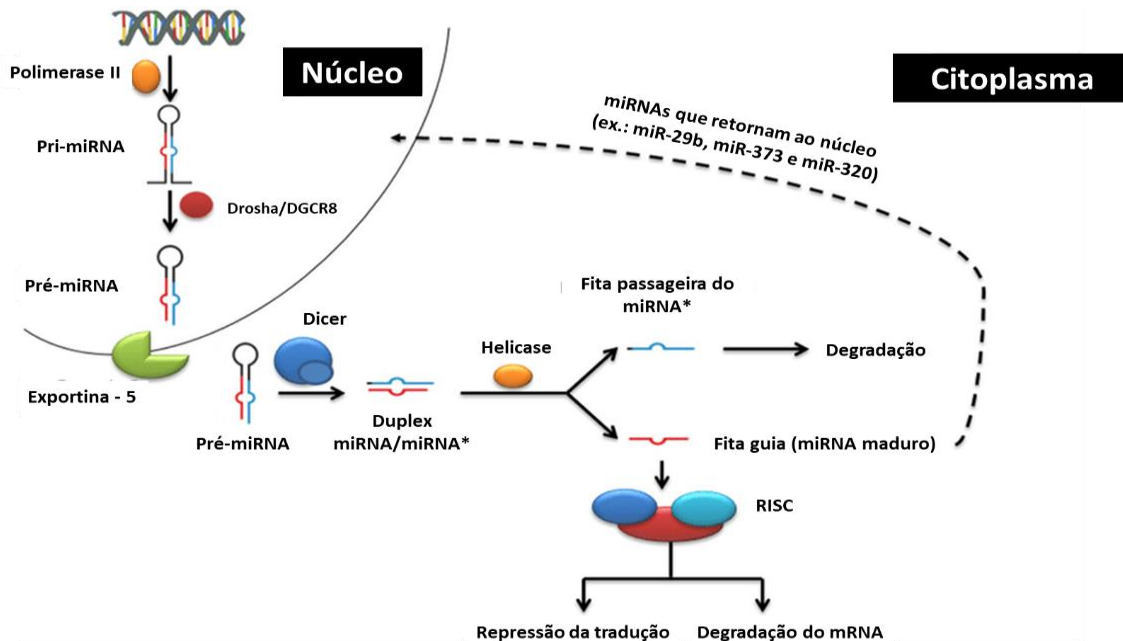 Núcleo
Citoplasma
Polimerase II
Pri-miRNA
Drosha/DGCR8
Pré-miRNA
Exportina - 5
miRNAs que retornam ao núcleo
(ex.: miR-29b, miR-373 e miR-320)
Dicer
Pré-miRNA
Duplex
miRNA/miRNA*
Helicase
Fita passageira do
miRNA*
Degradação
Fita guia (miRNA maduro)
RISC
Repressão da tradução
Degradação do mRNA